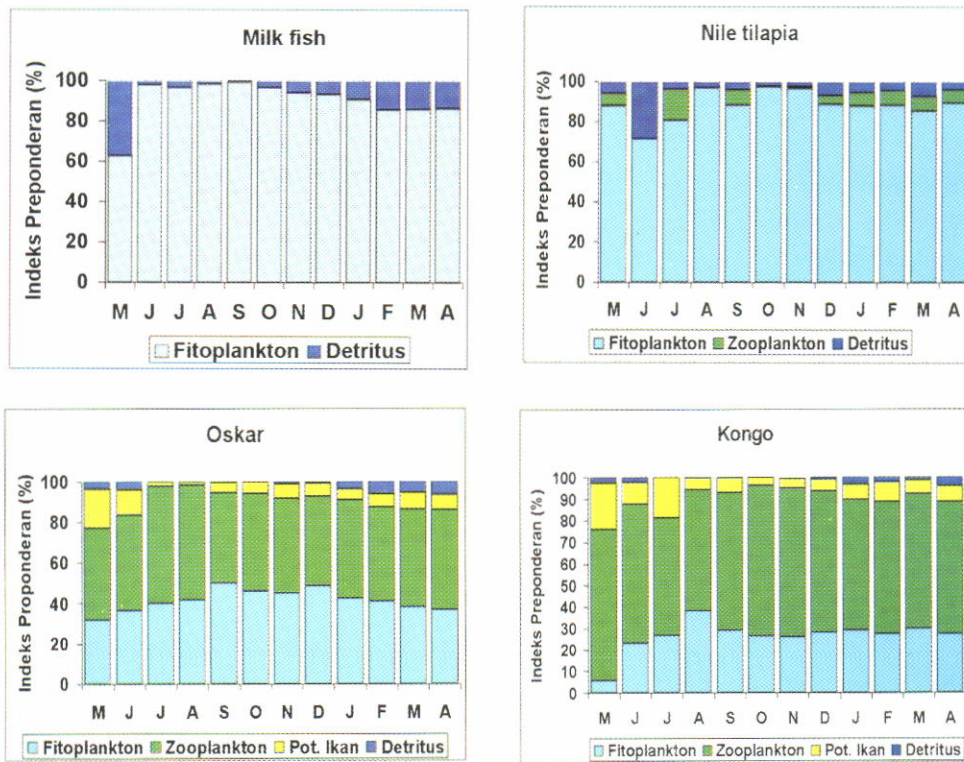 Milk fish
Indeks Preponderan (%)
100
80
60
40
20
0
M J J A S O N D J F M A
Fitoplankton Detritus
Nile tilapia
Indeks Preponderan (%)
100
80
60
40
20
0
M J J A S O N D J F M A
Fitoplankton Zooplankton Detritus
Oskar
Indeks Proponderan (%)
100
80
60
40
20
0
M J J A S O N D J F M A
Fitoplankton Zooplankton Pot. Ikan Detritus
Kongo
Indeks Preponderan (%)
100
90
80
70
60
50
40
30
20
10
0
M J J A S O N D J F M A
Fitoplankton Zooplankton Pot. Ikan Detritus